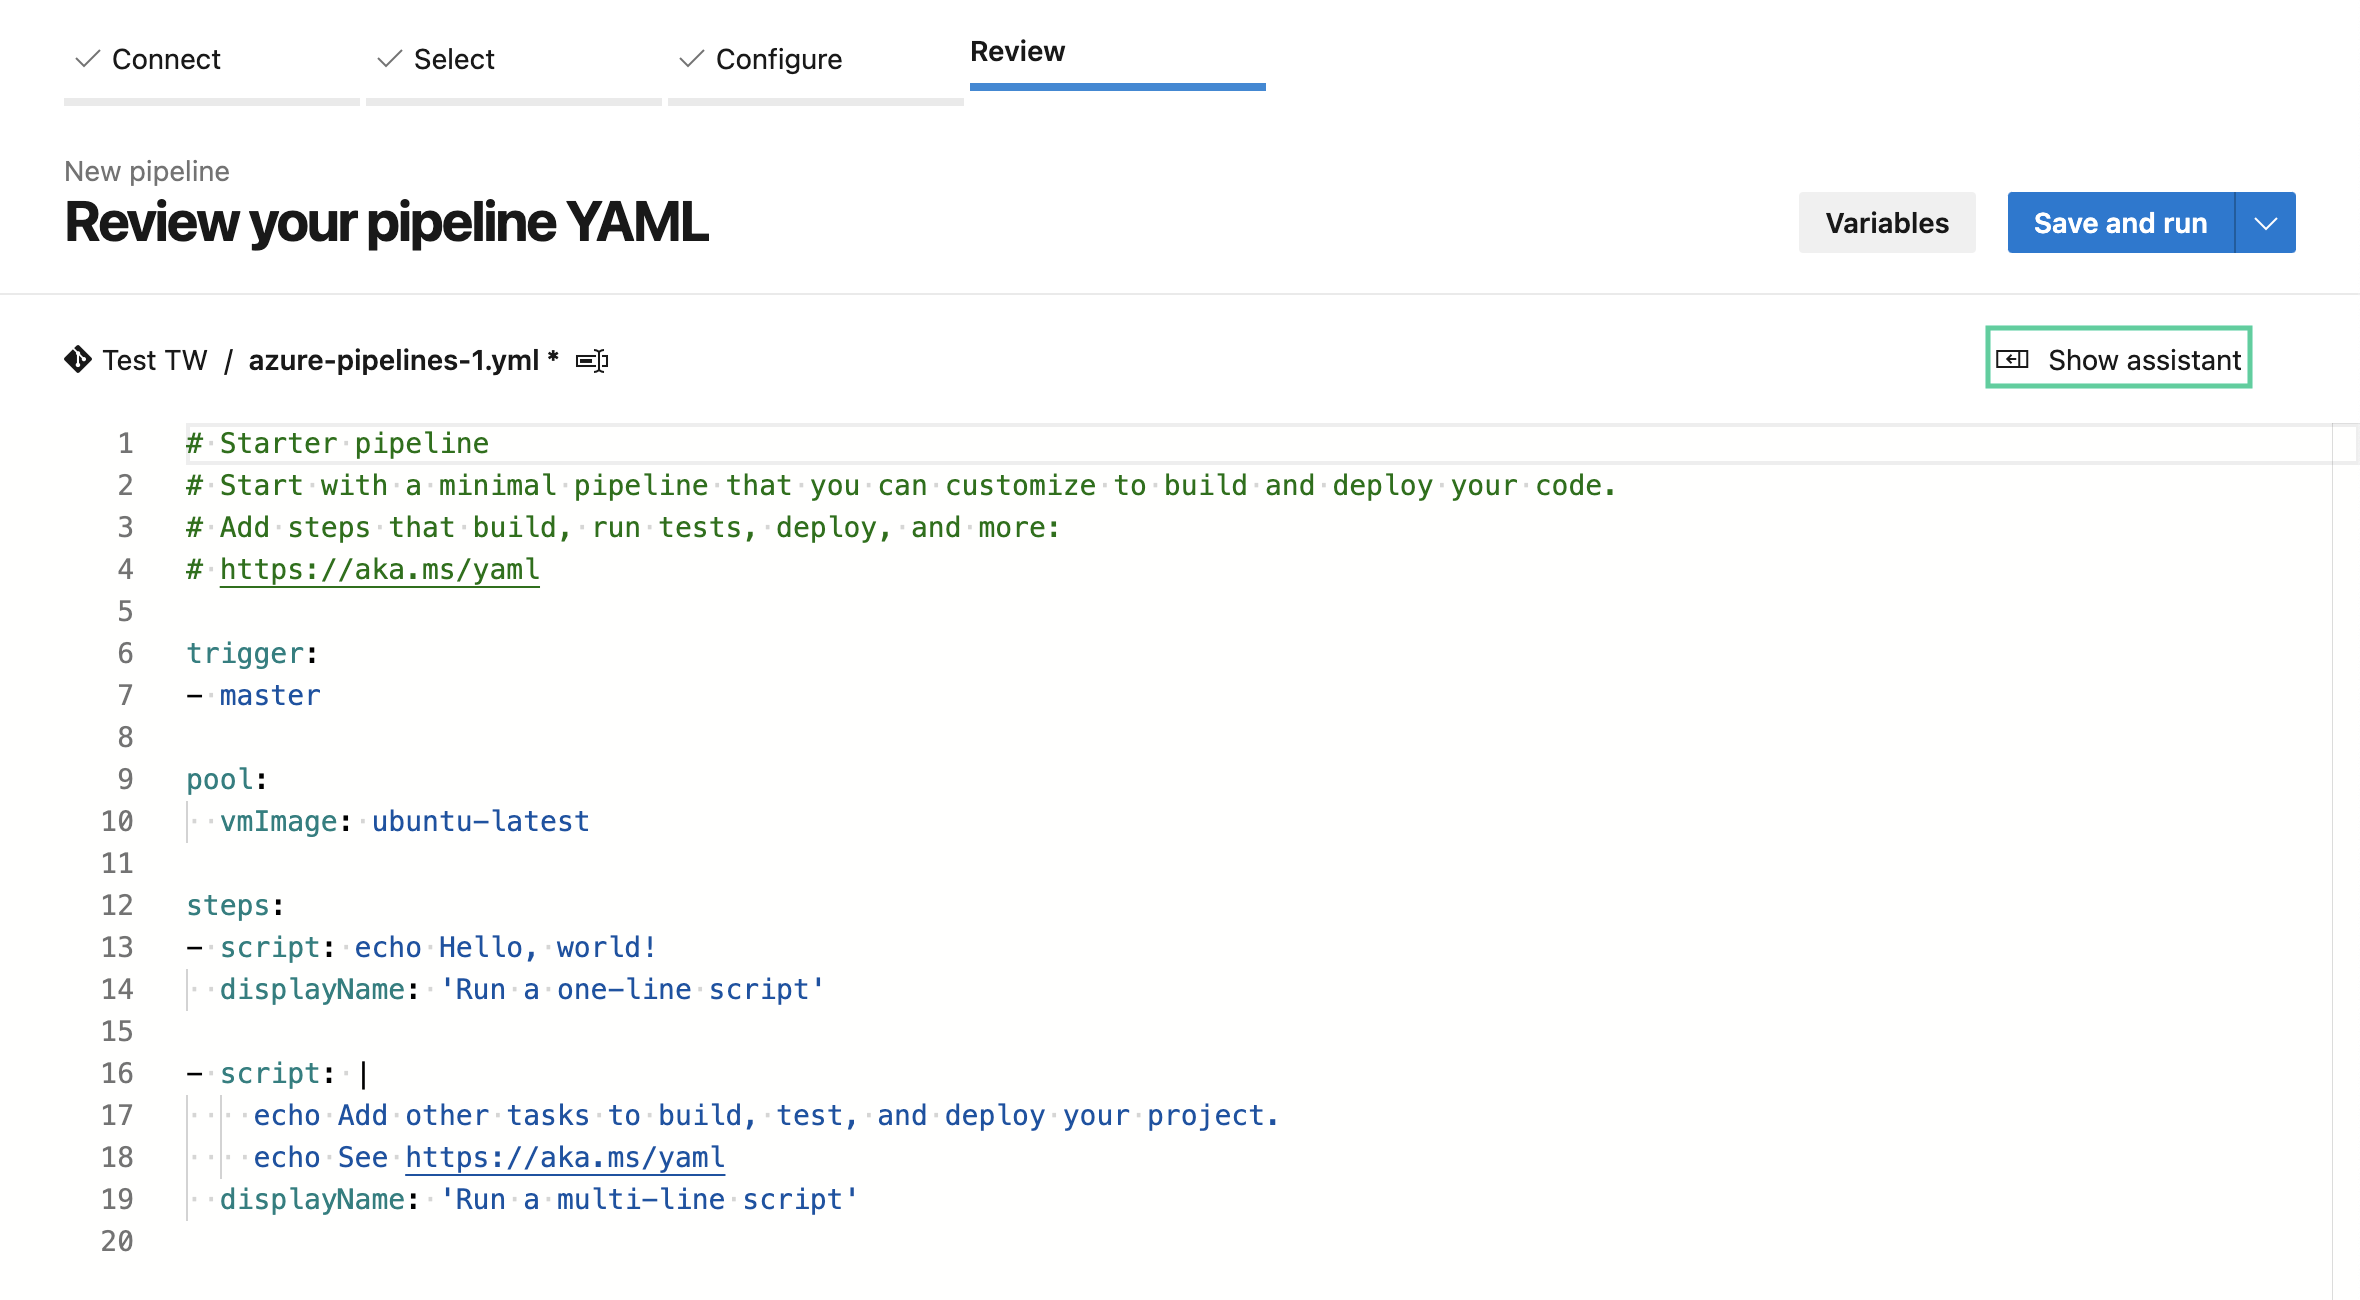 Connect
Select
Configure
Review
New pipeline
Review your pipeline YAML
Variables
Save and run
Test TW / azure-pipelines-1.yml *
Show assistant
1 # Starter pipeline
2 # Start with a minimal pipeline that you can customize to build and deploy your code.
3 # Add steps that build, run tests, deploy, and more:
4 # https://aka.ms/yaml
5
6 trigger:
7 - master
8
9 pool:
10   vmImage: ubuntu-latest
11
12 steps:
13 - script: echo Hello, world!
14   displayName: 'Run a one-line script'
15
16 - script: |
17     echo Add other tasks to build, test, and deploy your project.
18     echo See https://aka.ms/yaml
19   displayName: 'Run a multi-line script'
20